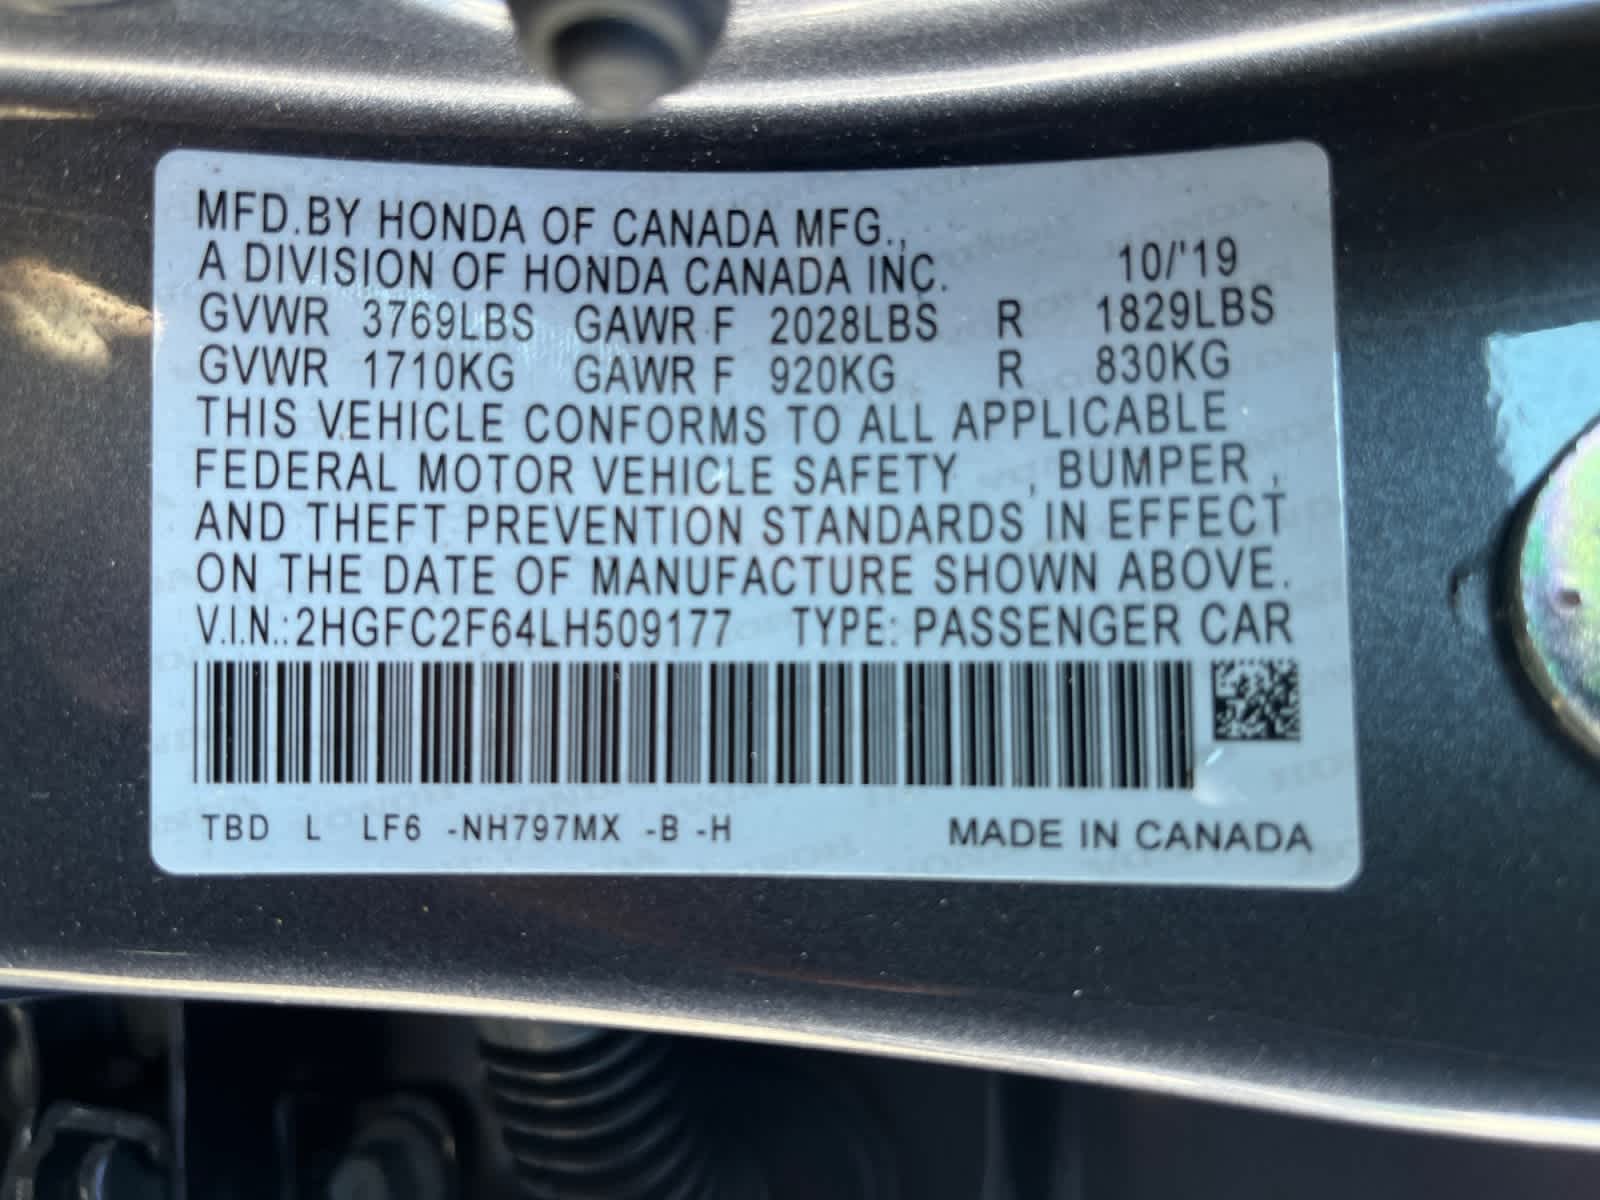 MFD.BY HONDA OF CANADA MFG.,
A DIVISION OF HONDA CANADA INC. 10/'19
GVWR 3769LBS GAWR F 2028LBS R 1829LBS
GVWR 1710KG GAWR F 920KG R 830KG
THIS VEHICLE CONFORMS TO ALL APPLICABLE
FEDERAL MOTOR VEHICLE SAFETY , BUMPER ,
AND THEFT PREVENTION STANDARDS IN EFFECT
ON THE DATE OF MANUFACTURE SHOWN ABOVE.
V.I.N.:2HGFC2F64LH509177 TYPE: PASSENGER CAR
TBD L LF6 -NH797MX -B -H MADE IN CANADA